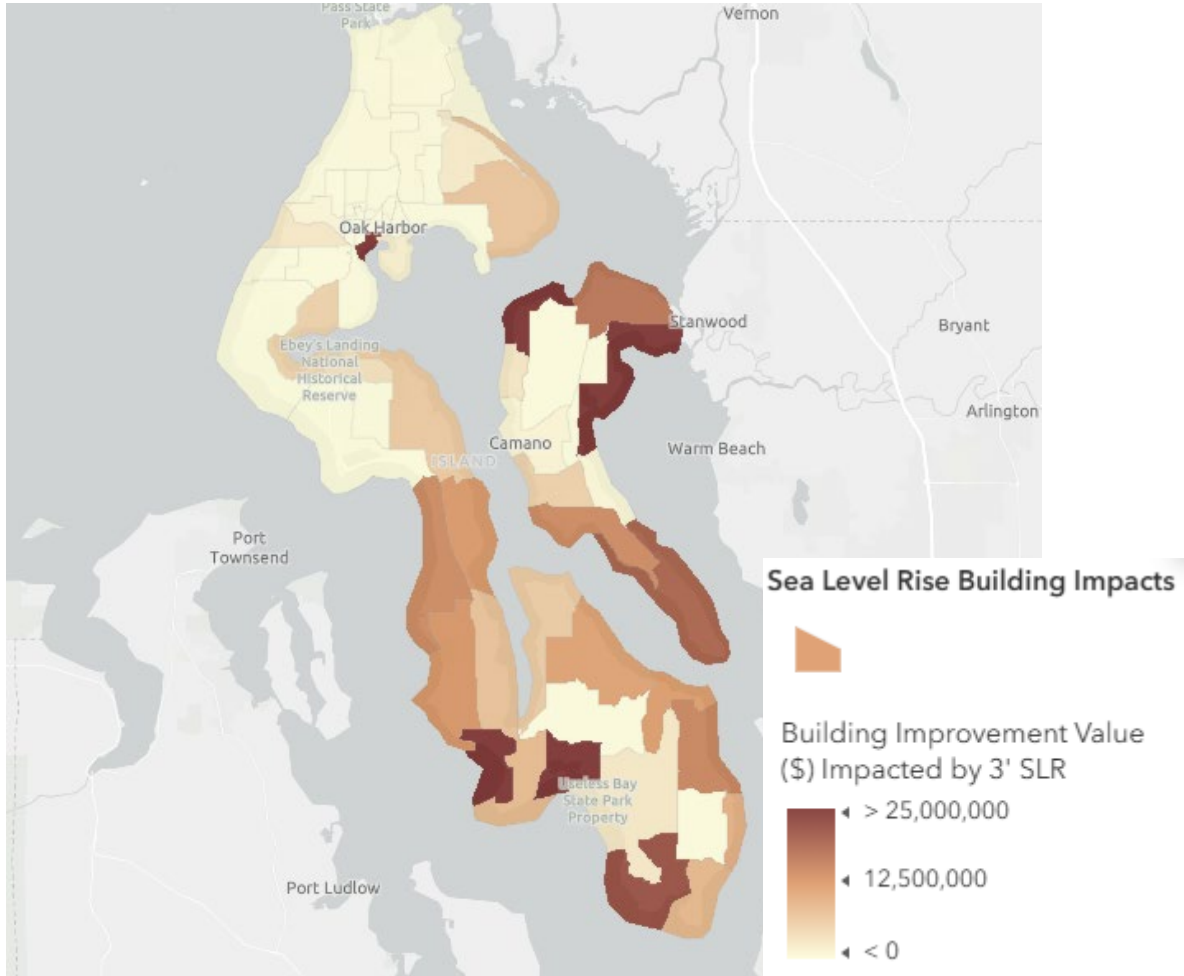 Pass State
Park
Vernon
Oak Harbor
Ebey's Landing
National
Historical
Reserve
Stanwood
Bryant
Arlington
Camano
Warm Beach
ISLAND
Port
Townsend
Useless Bay
State Park
Property
Port Ludlow
Sea Level Rise Building Impacts
Building Improvement Value
($) Impacted by 3' SLR
> 25,000,000
12,500,000
< 0